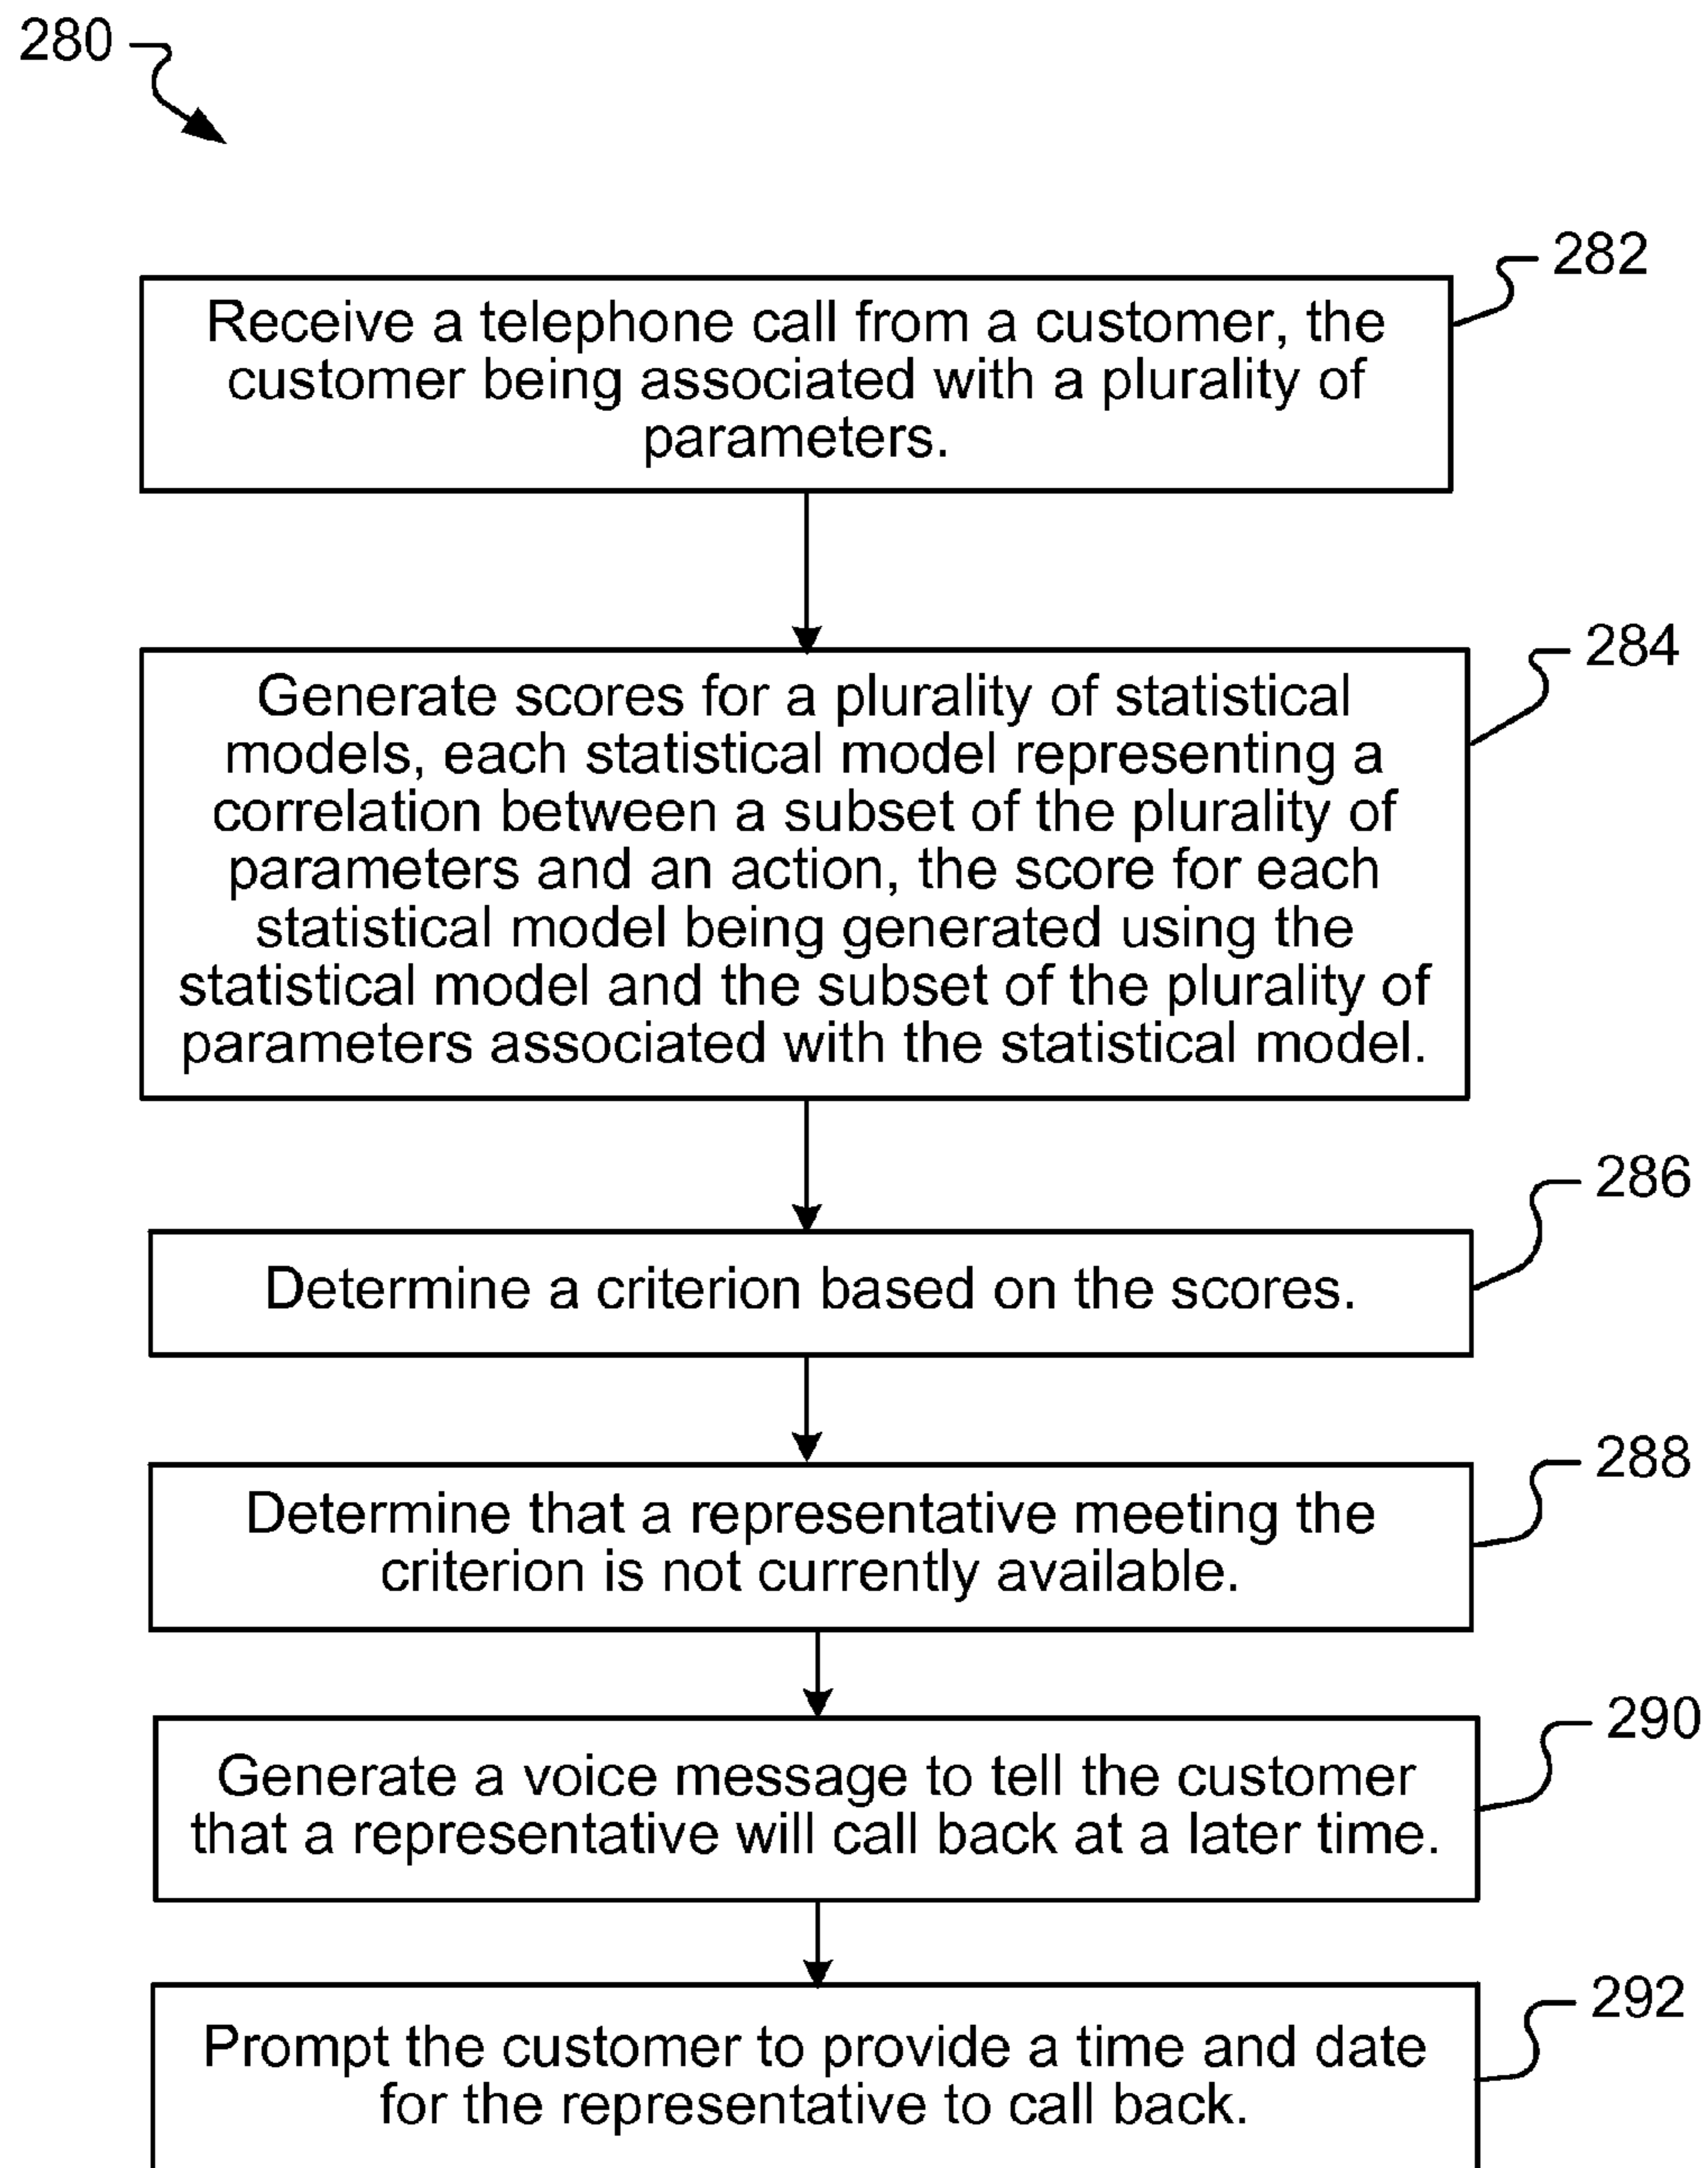 280
282
Receive a telephone call from a customer, the
customer being associated with a plurality of
parameters.
284
Generate scores for a plurality of statistical
models, each statistical model representing a
correlation between a subset of the plurality of
parameters and an action, the score for each
statistical model being generated using the
statistical model and the subset of the plurality of
parameters associated with the statistical model.
286
Determine a criterion based on the scores.
288
Determine that a representative meeting the
criterion is not currently available.
290
Generate a voice message to tell the customer
that a representative will call back at a later time.
292
Prompt the customer to provide a time and date
for the representative to call back.